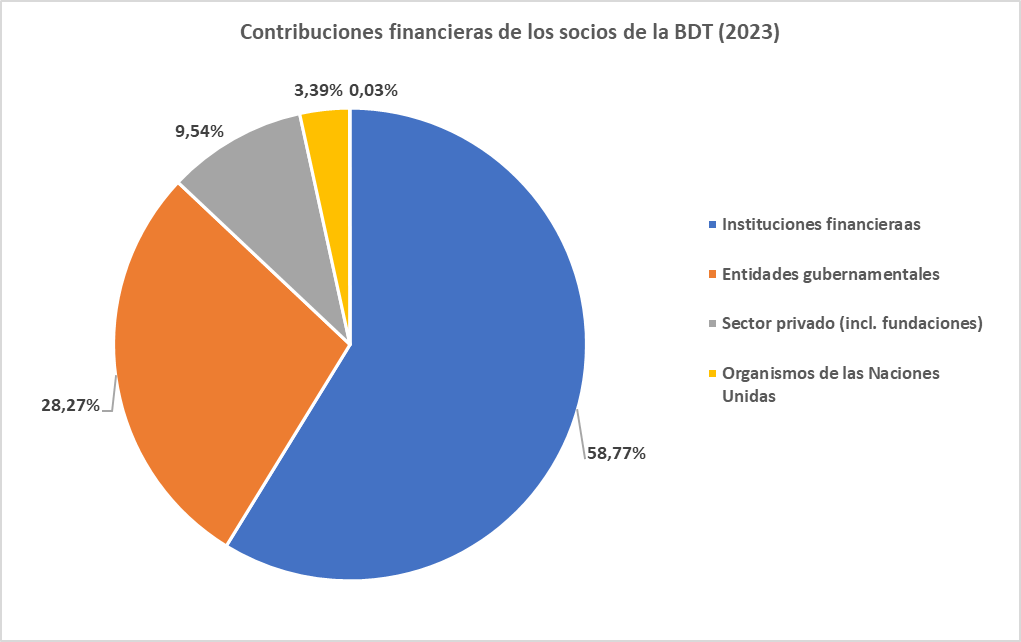 Contribuciones financieras de los socios de la BDT (2023)
3,39% 0,03%
9,54%
28,27%
58,77%
Instituciones financieraas
Entidades gubernamentales
Sector privado (incl. fundaciones)
Organismos de las Naciones
Unidas